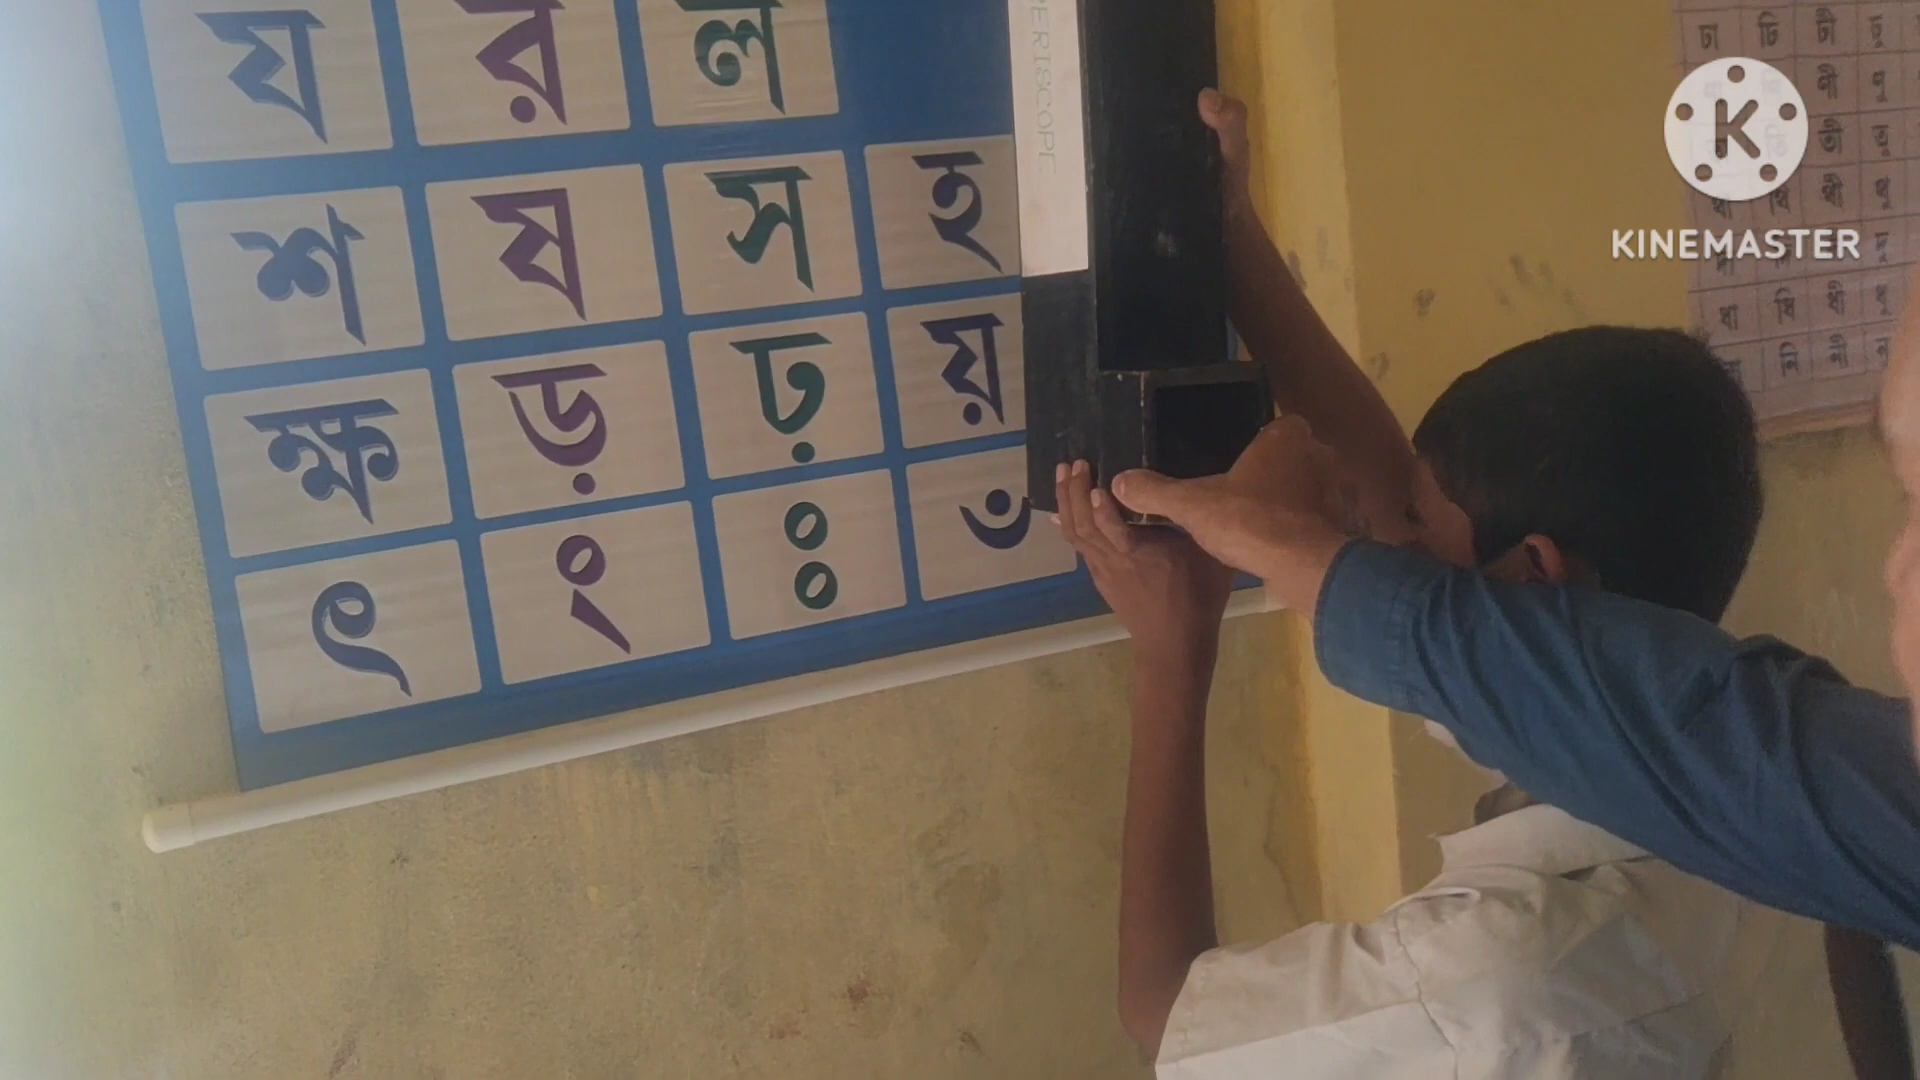 য র ল
শ ষ স হ
ক্ষ ড় ঢ় য়
ৎ ং ঃ ঁ
PERISCOPE
ঢা ঢি ঢী ঢু
ণী ণু
তী তু
থা থি থী থু
দু
ধা ধি ধী ধু
নি নী
K
KINEMASTER